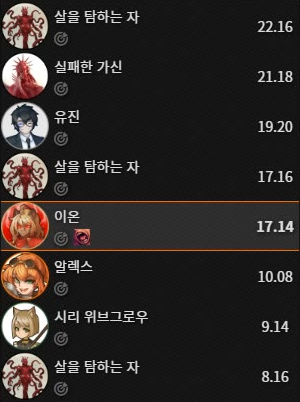 살을 탐하는 자
22.16
실패한 가신
21.18
유진
19.20
살을 탐하는 자
17.16
이온
17.14
알렉스
10.08
시리 위브그로우
9.14
살을 탐하는 자
8.16